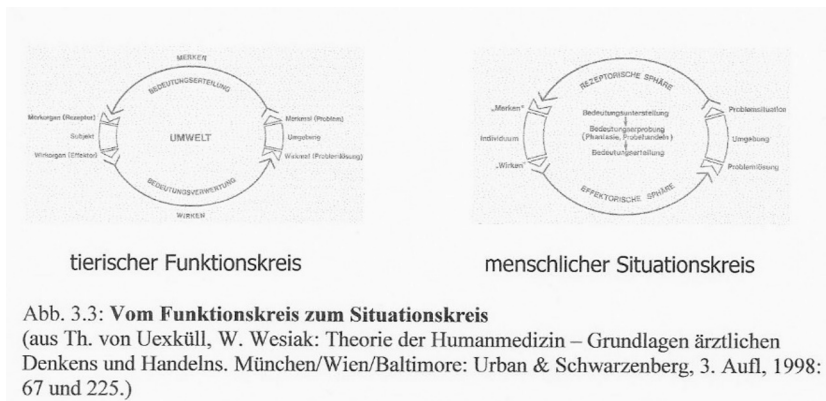 MERKEN
BEDEUTUNGSERTEILUNG
Merkorgan (Rezeptor)
Merkmal (Problem)
Subjekt
UMWELT
Umgebung
Wirkorgan (Effektor)
Wirkmal (Problemlösung)
BEDEUTUNGSVERWERTUNG
WIRKEN
REZEPTORISCHE SPHÄRE
„Merken“
Problemsituation
Bedeutungsunterstellung
Bedeutungserprobung
Individuum
(Phantasie, Probehandeln)
Umgebung
Bedeutungserteilung
„Wirken“
Problemlösung
EFFEKTORISCHE SPHÄRE
tierischer Funktionskreis
menschlicher Situationskreis
Abb. 3.3: Vom Funktionskreis zum Situationskreis
(aus Th. von Uexküll, W. Wesiak: Theorie der Humanmedizin – Grundlagen ärztlichen
Denkens und Handelns. München/Wien/Baltimore: Urban & Schwarzenberg, 3. Aufl, 1998:
67 und 225.)